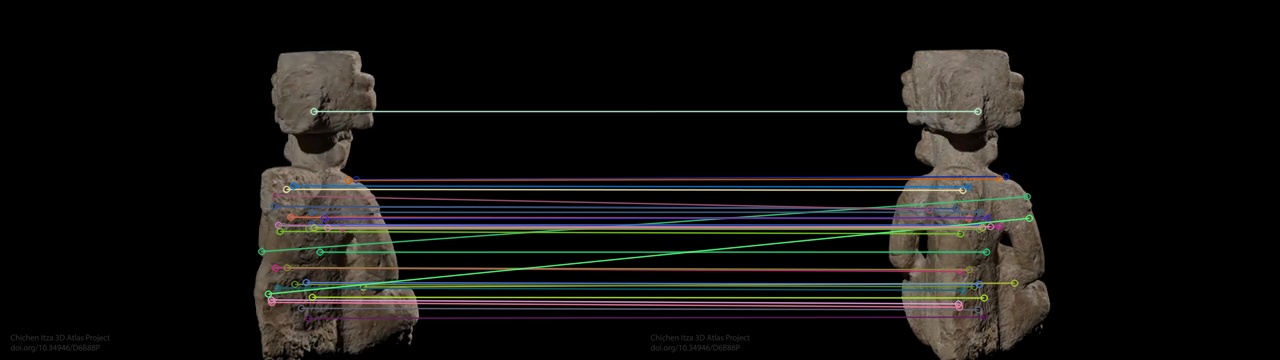 Chichen Itza 3D Atlas Project
doi.org/10.34946/D6B88P
Chichen Itza 3D Atlas Project
doi.org/10.34946/D6B88P